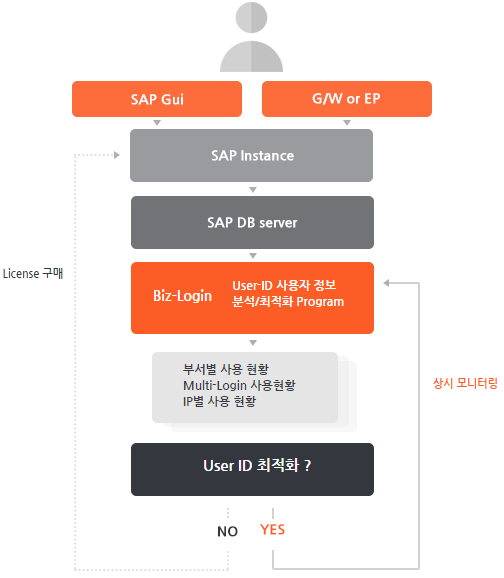 SAP Gui
G/W or EP
SAP Instance
SAP DB server
License 구매
Biz-Login
User-ID 사용자 정보
분석/최적화 Program
부서별 사용 현황
Multi-Login 사용현황
IP별 사용 현황
상시 모니터링
User ID 최적화 ?
NO
YES